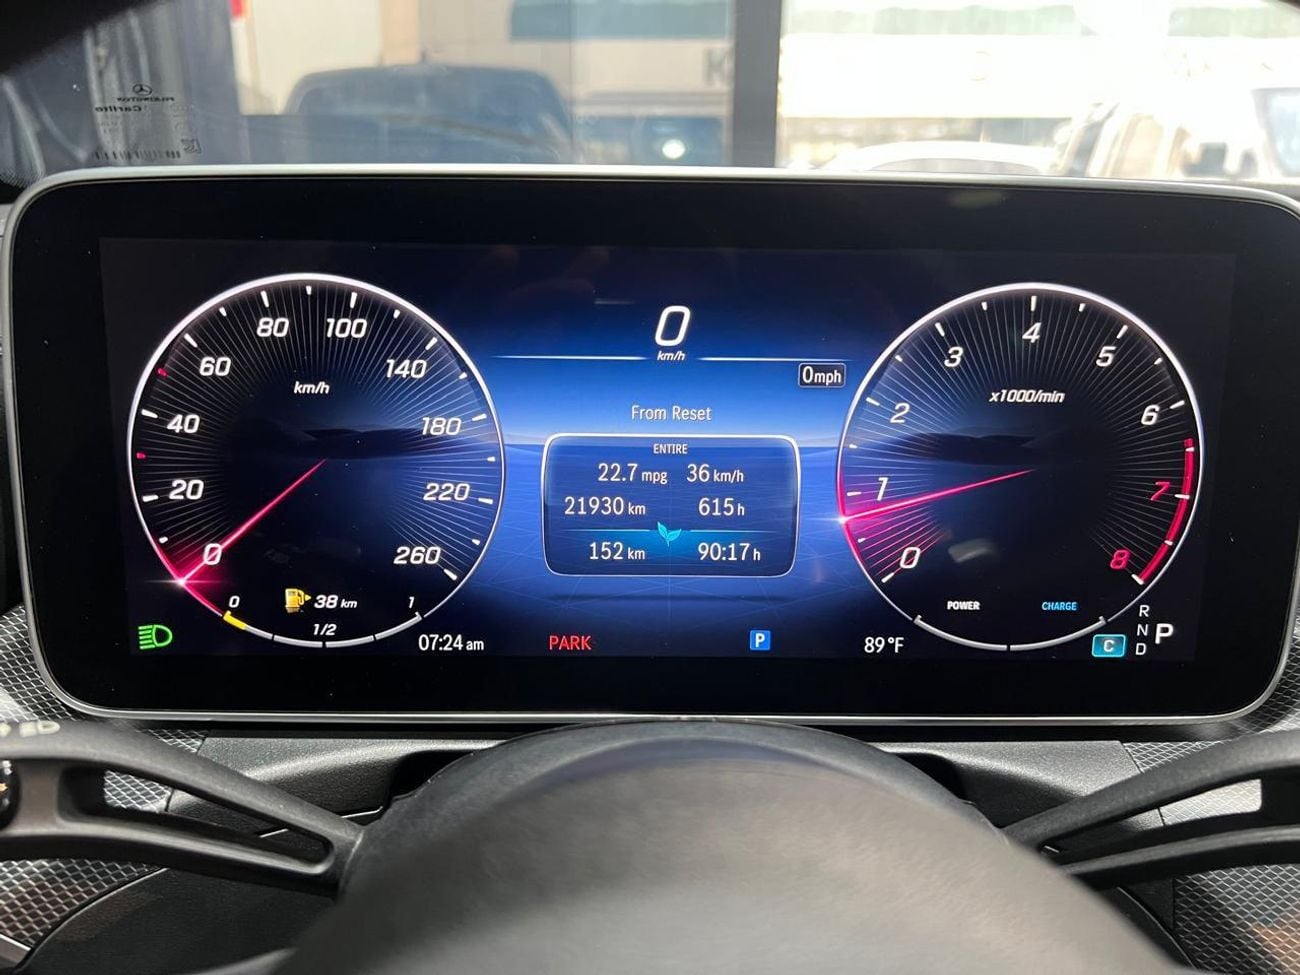 PILKINGTON
Carlite
0
km/h
0mph
20
40
60
80
100
140
180
220
260
km/h
0
38 km
1/2
0
1
From Reset
ENTIRE
22.7 mpg 36 km/h
21930 km 615 h
152 km 90:17 h
0
1
2
3
4
5
6
7
8
x1000/min
POWER CHARGE
07:24 am PARK P 89 °F C
R
N P
D